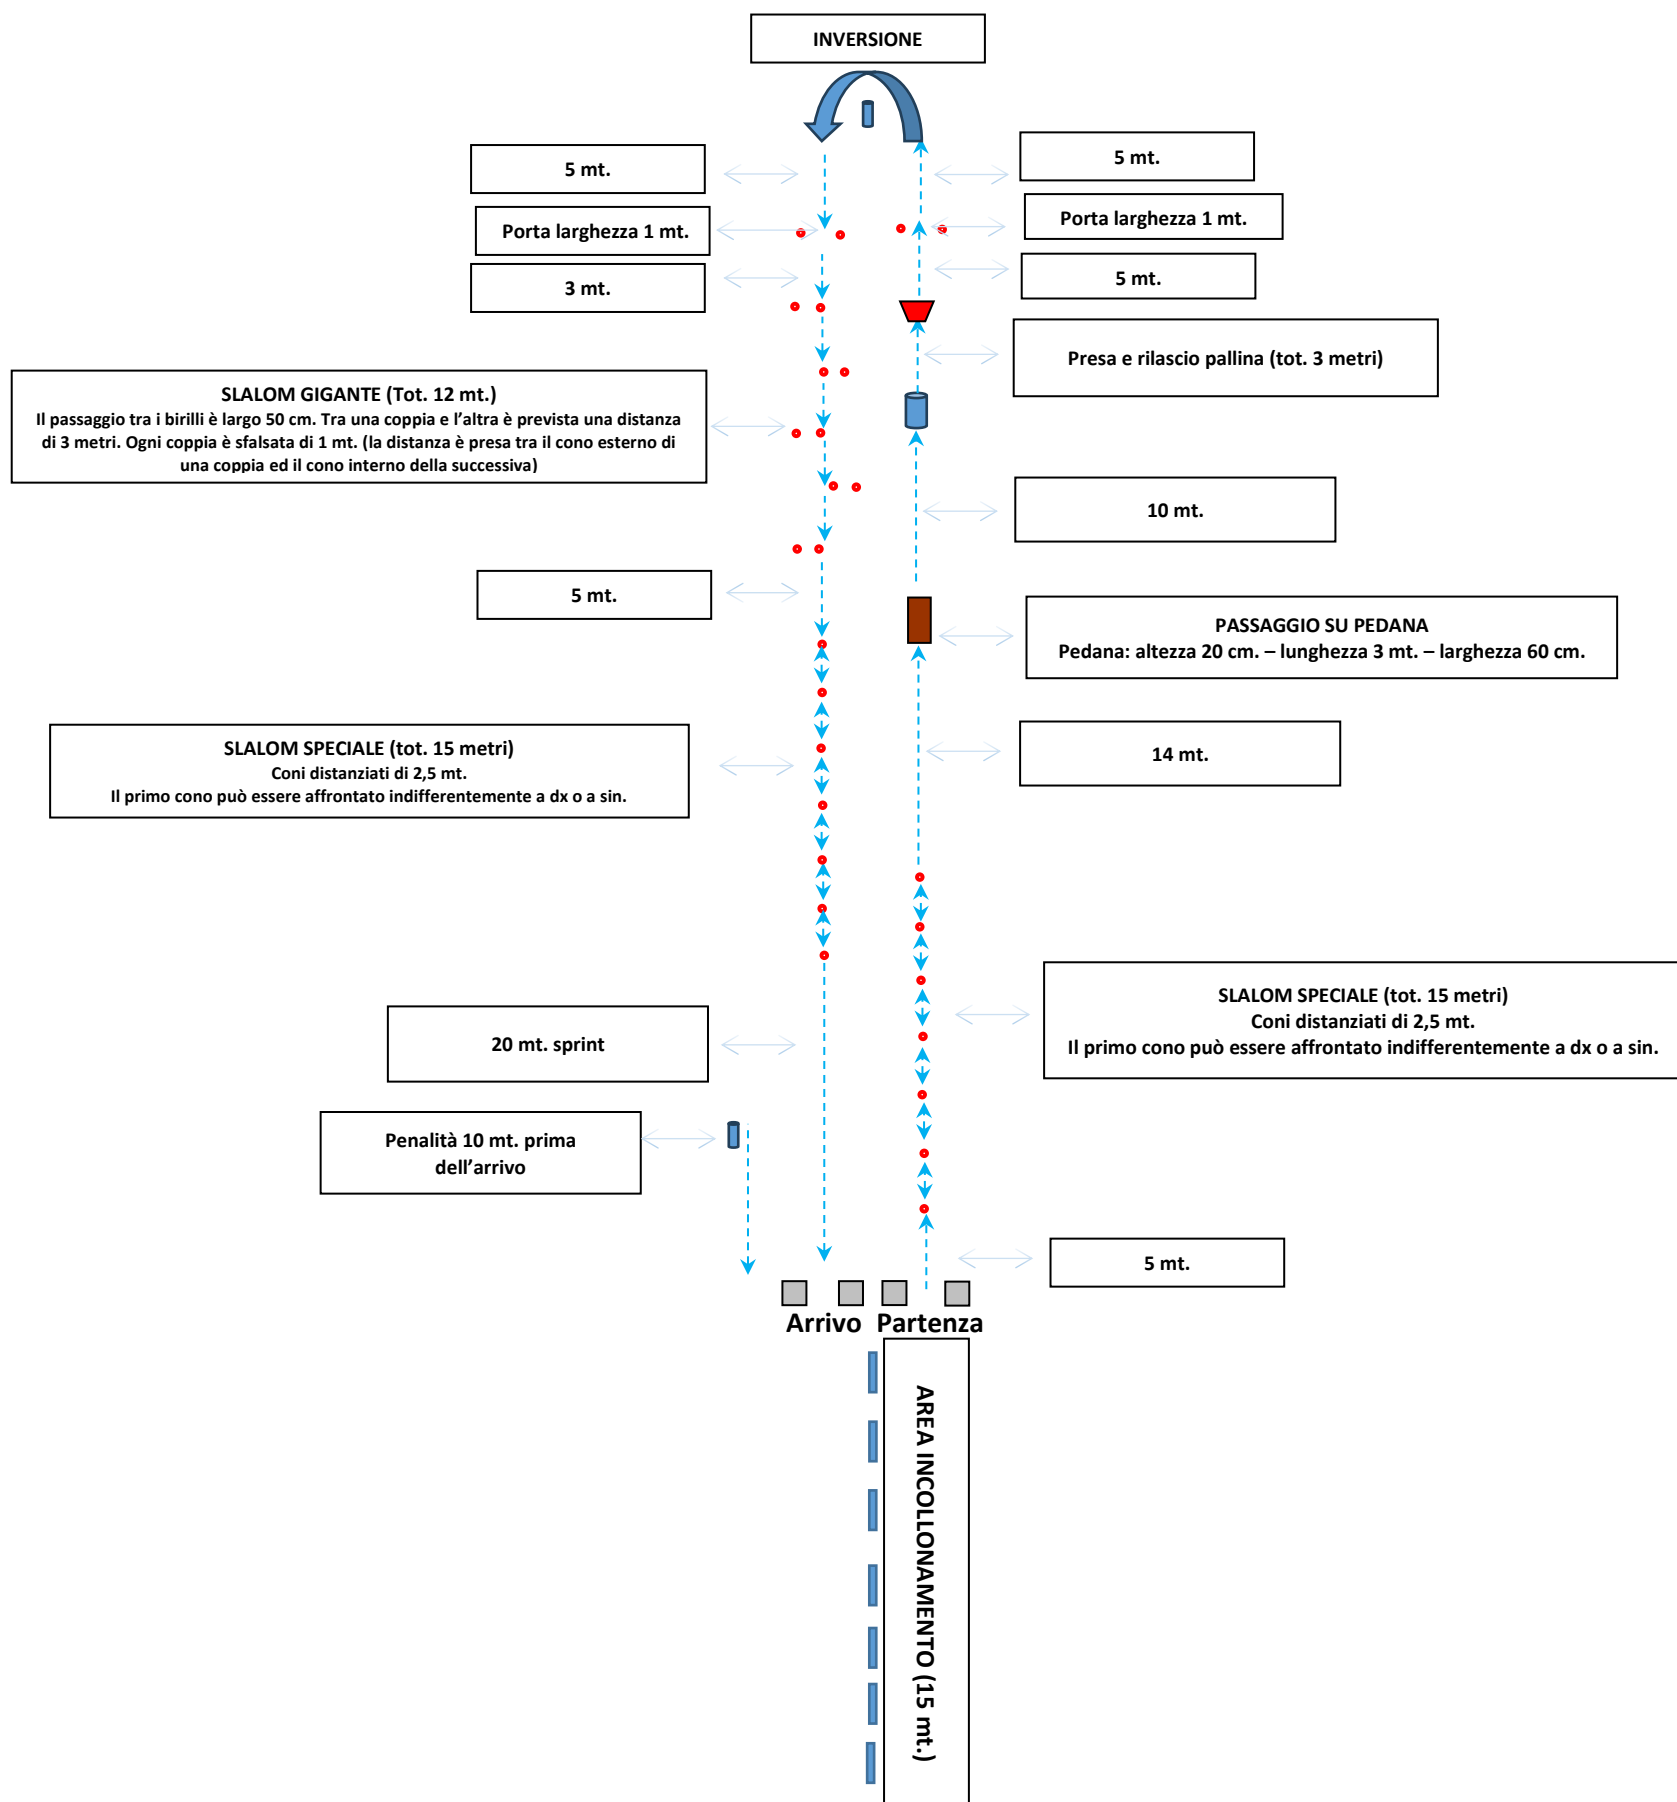 INVERSIONE
5 mt.
5 mt.
Porta larghezza 1 mt.
Porta larghezza 1 mt.
3 mt.
5 mt.
Presa e rilascio pallina (tot. 3 metri)
SLALOM GIGANTE (Tot. 12 mt.)
Il passaggio tra i birilli è largo 50 cm. Tra una coppia e l’altra è prevista una distanza
di 3 metri. Ogni coppia è sfalsata di 1 mt. (la distanza è presa tra il cono esterno di
una coppia ed il cono interno della successiva)
10 mt.
5 mt.
PASSAGGIO SU PEDANA
Pedana: altezza 20 cm. – lunghezza 3 mt. – larghezza 60 cm.
SLALOM SPECIALE (tot. 15 metri)
Coni distanziati di 2,5 mt.
Il primo cono può essere affrontato indifferentemente a dx o a sin.
14 mt.
SLALOM SPECIALE (tot. 15 metri)
Coni distanziati di 2,5 mt.
Il primo cono può essere affrontato indifferentemente a dx o a sin.
20 mt. sprint
Penalità 10 mt. prima
dell’arrivo
5 mt.
Arrivo Partenza
AREA INCOLLONAMENTO (15 mt.)